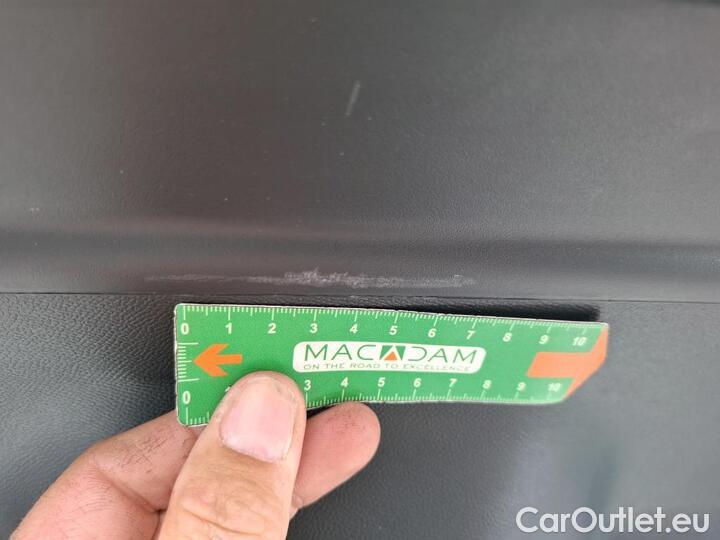 0 1 2 3 4 5 6 7 8 9 10
MACADAM
ON THE ROAD TO EXCELLENCE
0 1 3 4 5 6 7 8 9 10
CarOutlet.eu